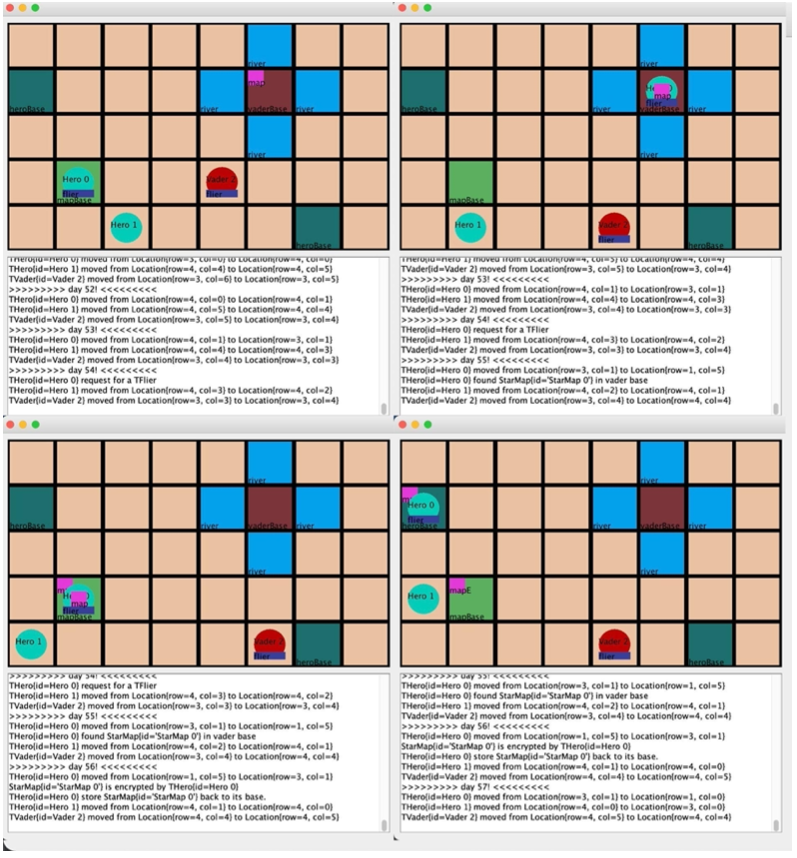 river
map
heroBase
river
vaderBase
river
river
Hero 0
flier
mapBase
Vader 2
flier
Hero 1
heroBase
THero{id=Hero 0} moved from Location{row=3, col=0} to Location{row=4, col=0}
THero{id=Hero 1} moved from Location{row=4, col=4} to Location{row=4, col=5}
TVader{id=Vader 2} moved from Location{row=3, col=6} to Location{row=3, col=5}
>>>>>>>>> day 52! <<<<<<<<<
THero{id=Hero 0} moved from Location{row=4, col=0} to Location{row=4, col=1}
THero{id=Hero 1} moved from Location{row=4, col=5} to Location{row=4, col=4}
TVader{id=Vader 2} moved from Location{row=3, col=5} to Location{row=3, col=4}
>>>>>>>>> day 53! <<<<<<<<<
THero{id=Hero 0} moved from Location{row=4, col=1} to Location{row=3, col=1}
THero{id=Hero 1} moved from Location{row=4, col=4} to Location{row=4, col=3}
TVader{id=Vader 2} moved from Location{row=3, col=4} to Location{row=3, col=3}
>>>>>>>>> day 54! <<<<<<<<<
THero{id=Hero 0} request for a TFlier
THero{id=Hero 1} moved from Location{row=4, col=3} to Location{row=4, col=2}
TVader{id=Vader 2} moved from Location{row=3, col=3} to Location{row=3, col=4}
river
heroBase
river
map
flier
vaderBase
river
river
mapBase
Hero 1
Vader 2
flier
heroBase
THero{id=Hero 1} moved from Location{row=4, col=5} to Location{row=4, col=4}
TVader{id=Vader 2} moved from Location{row=3, col=5} to Location{row=3, col=4}
>>>>>>>>> day 53! <<<<<<<<<
THero{id=Hero 0} moved from Location{row=4, col=1} to Location{row=3, col=1}
THero{id=Hero 1} moved from Location{row=4, col=4} to Location{row=4, col=3}
TVader{id=Vader 2} moved from Location{row=3, col=4} to Location{row=3, col=3}
>>>>>>>>> day 54! <<<<<<<<<
THero{id=Hero 0} request for a TFlier
THero{id=Hero 1} moved from Location{row=4, col=3} to Location{row=4, col=2}
TVader{id=Vader 2} moved from Location{row=3, col=3} to Location{row=3, col=4}
>>>>>>>>> day 55! <<<<<<<<<
THero{id=Hero 0} moved from Location{row=3, col=1} to Location{row=1, col=5}
THero{id=Hero 0} found StarMap{id='StarMap 0'} in vader base
THero{id=Hero 1} moved from Location{row=4, col=2} to Location{row=4, col=1}
TVader{id=Vader 2} moved from Location{row=3, col=4} to Location{row=4, col=4}
river
heroBase
river
vaderBase
river
river
map
flier
mapBase
Hero 1
Vader 2
flier
heroBase
>>>>>>>>> day 54! <<<<<<<<<
THero{id=Hero 0} request for a TFlier
THero{id=Hero 1} moved from Location{row=4, col=3} to Location{row=4, col=2}
TVader{id=Vader 2} moved from Location{row=3, col=3} to Location{row=3, col=4}
>>>>>>>>> day 55! <<<<<<<<<
THero{id=Hero 0} moved from Location{row=3, col=1} to Location{row=1, col=5}
THero{id=Hero 0} found StarMap{id='StarMap 0'} in vader base
THero{id=Hero 1} moved from Location{row=4, col=2} to Location{row=4, col=1}
TVader{id=Vader 2} moved from Location{row=3, col=4} to Location{row=4, col=4}
>>>>>>>>> day 56! <<<<<<<<<
THero{id=Hero 0} moved from Location{row=1, col=5} to Location{row=3, col=1}
StarMap{id='StarMap 0'} is encrypted by THero{id=Hero 0}
THero{id=Hero 0} store StarMap{id='StarMap 0'} back to its base.
THero{id=Hero 1} moved from Location{row=4, col=1} to Location{row=4, col=0}
TVader{id=Vader 2} moved from Location{row=4, col=4} to Location{row=4, col=5}
river
Hero 0
flier
heroBase
river
vaderBase
river
river
Hero 1
mapE
mapBase
Vader 2
flier
heroBase
>>>>>>>>> day 55! <<<<<<<<<
THero{id=Hero 0} moved from Location{row=3, col=1} to Location{row=1, col=5}
THero{id=Hero 0} found StarMap{id='StarMap 0'} in vader base
THero{id=Hero 1} moved from Location{row=4, col=2} to Location{row=4, col=1}
TVader{id=Vader 2} moved from Location{row=3, col=4} to Location{row=4, col=4}
>>>>>>>>> day 56! <<<<<<<<<
THero{id=Hero 0} moved from Location{row=1, col=5} to Location{row=3, col=1}
StarMap{id='StarMap 0'} is encrypted by THero{id=Hero 0}
THero{id=Hero 0} store StarMap{id='StarMap 0'} back to its base.
THero{id=Hero 1} moved from Location{row=4, col=1} to Location{row=4, col=0}
TVader{id=Vader 2} moved from Location{row=4, col=4} to Location{row=4, col=5}
>>>>>>>>> day 57! <<<<<<<<<
THero{id=Hero 0} moved from Location{row=3, col=1} to Location{row=1, col=0}
THero{id=Hero 1} moved from Location{row=4, col=0} to Location{row=3, col=0}
TVader{id=Vader 2} moved from Location{row=4, col=5} to Location{row=4, col=4}